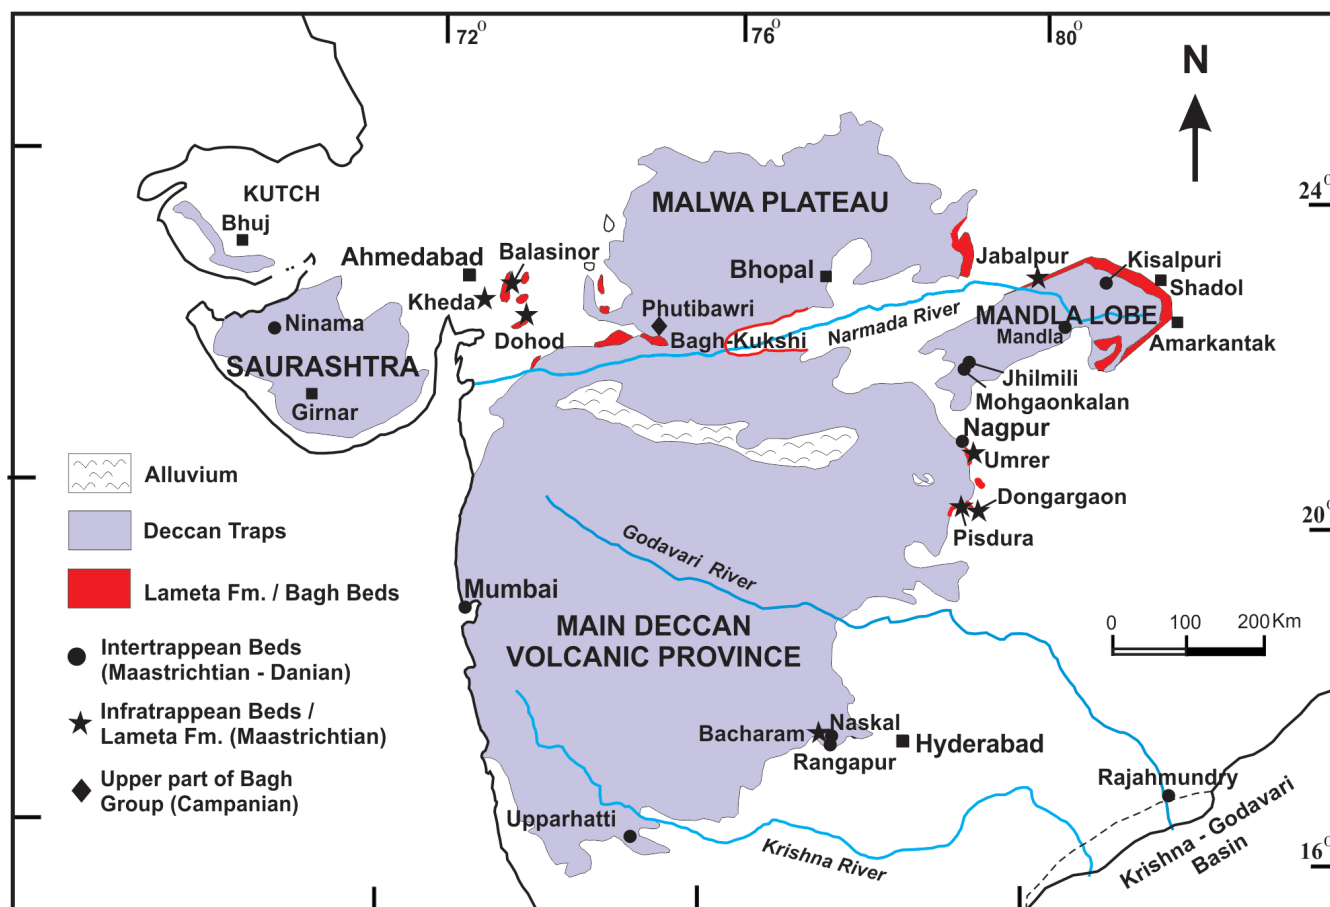 72°
76°
80°
N
24°
KUTCH
Bhuj
MALWA PLATEAU
Ahmedabad
Balasinor
Bhopal
Jabalpur
Kisalpuri
Shadol
Kheda
Phutibawri
Ninama
Dohod
Bagh-Kukshi
Narmada River
MANDLA LOBE
Mandla
Amarkantak
SAURASHTRA
Girnar
Jhilmili
Mohgaonkalan
Nagpur
Umrer
Alluvium
Dongargaon
20°
Deccan Traps
Pisdura
Godavari River
Lameta Fm. / Bagh Beds
Mumbai
MAIN DECCAN
VOLCANIC PROVINCE
0 100 200 Km
Intertrappean Beds
(Maastrichtian - Danian)
Infratrappean Beds /
Lameta Fm. (Maastrichtian)
Bacharam
Naskal
Rangapur
Hyderabad
Upper part of Bagh
Group (Campanian)
Rajahmundry
Upparhatti
Krishna River
Krishna - Godavari
Basin
16°